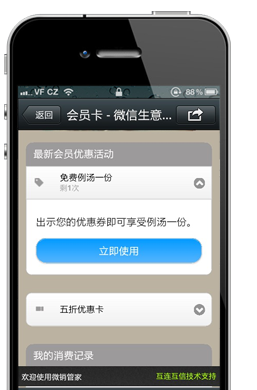 VF CZ 88%
返回 会员卡 - 微信生意...
最新会员优惠活动
免费例汤一份
剩1次
出示您的优惠券即可享受例汤一份。
立即使用
五折优惠卡
我的消费记录
欢迎使用微销管家 互连互信技术支持